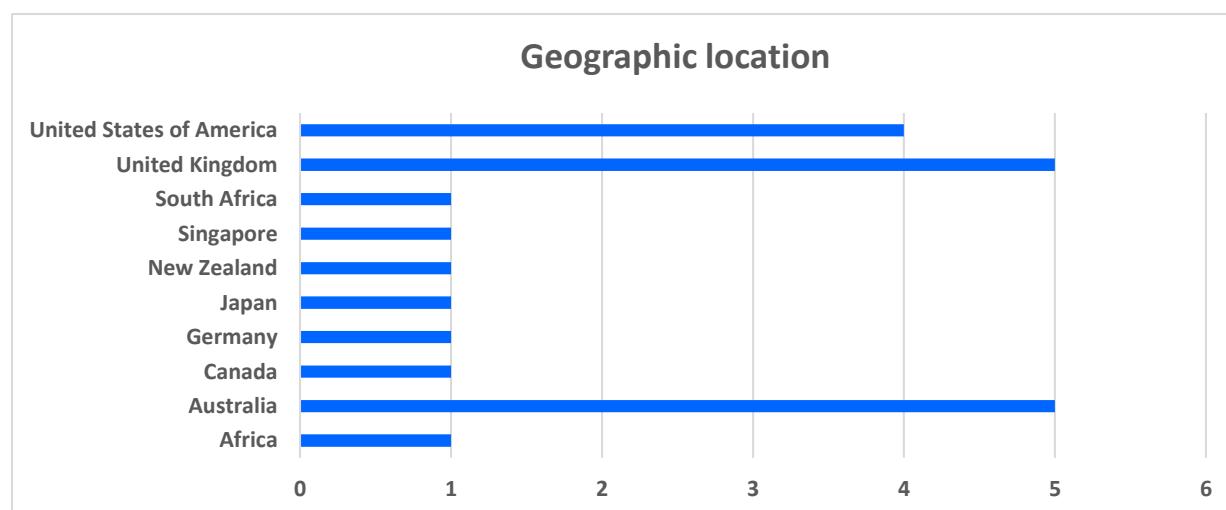 Geographic location
United States of America
United Kingdom
South Africa
Singapore
New Zealand
Japan
Germany
Canada
Australia
Africa
0 1 2 3 4 5 6